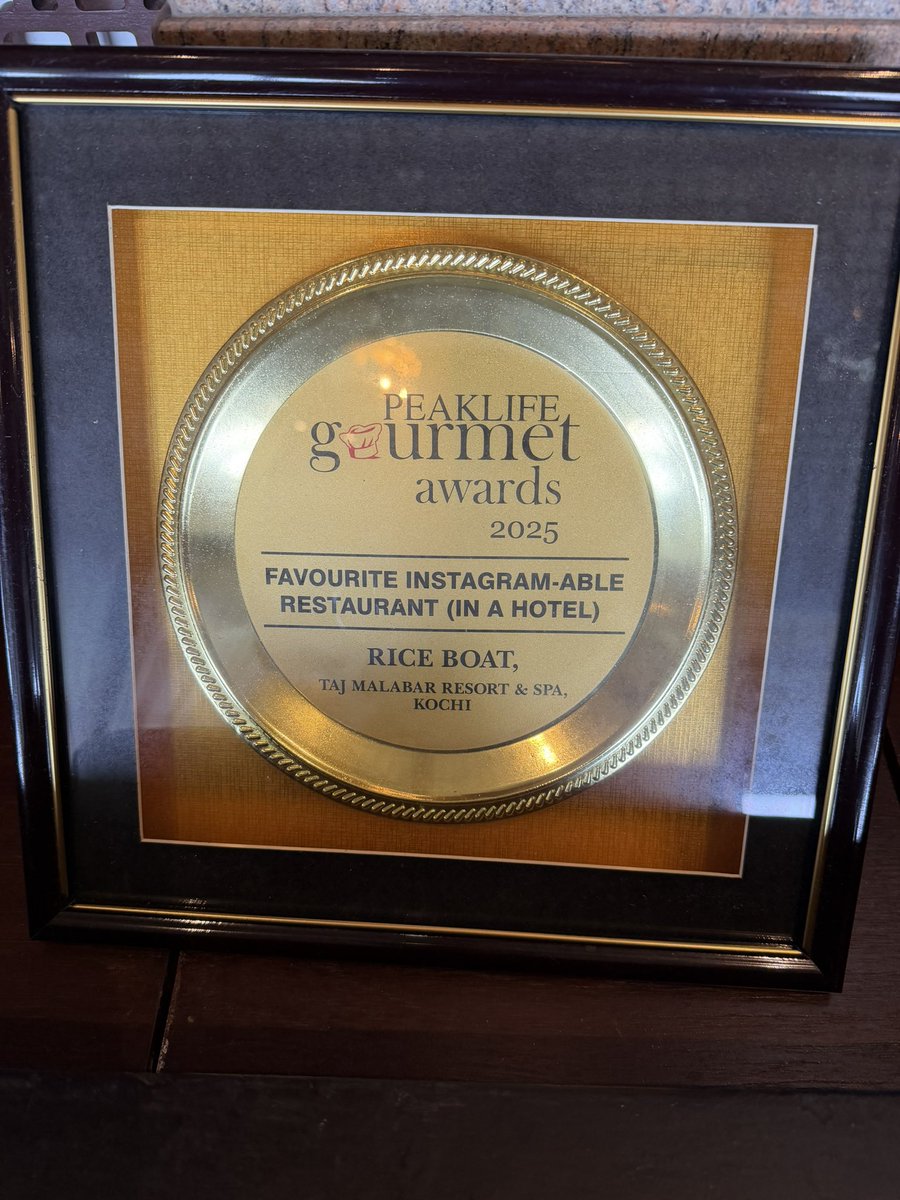 PEAKLIFE
gourmet
awards
2025
FAVOURITE INSTAGRAM-ABLE
RESTAURANT (IN A HOTEL)
RICE BOAT,
TAJ MALABAR RESORT & SPA,
KOCHI